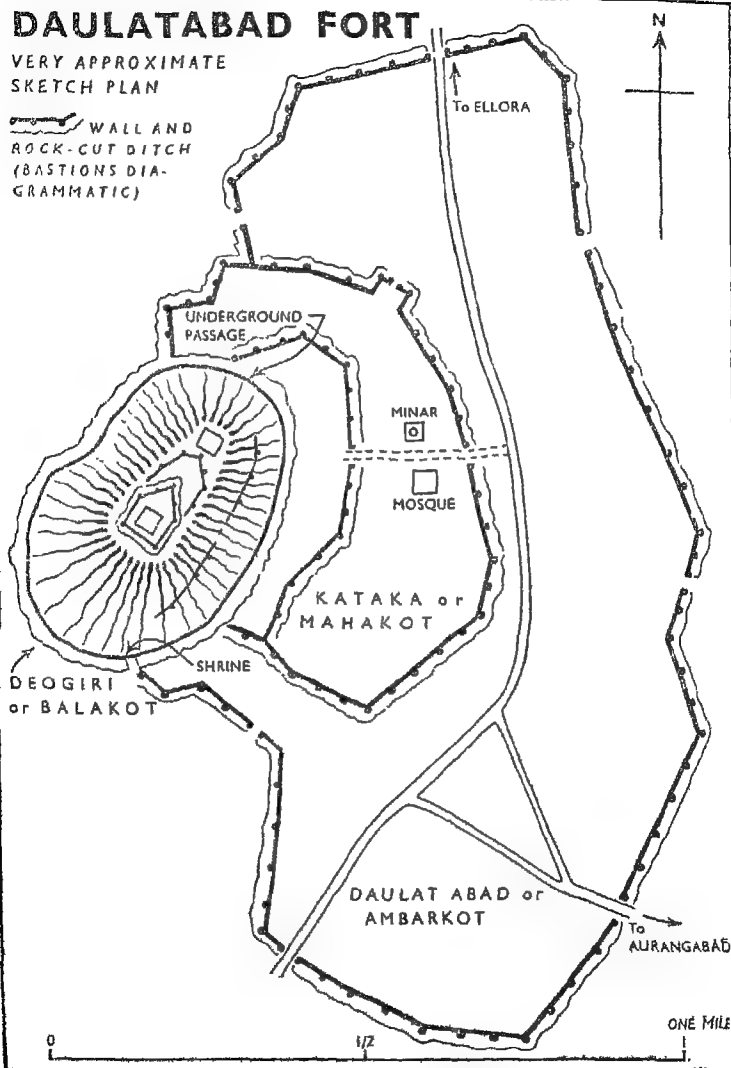 DAULATABAD FORT
VERY APPROXIMATE
SKETCH PLAN
WALL AND
ROCK-CUT DITCH
(BASTIONS DIA-
GRAMMATIC)
N
To ELLORA
UNDERGROUND
PASSAGE
MINAR
MOSQUE
KATAKA or
MAHAKOT
SHRINE
DEOGIRI
or BALAKOT
DAULAT ABAD or
AMBARKOT
To
AURANGABAD
ONE MILE
0
1/2
1